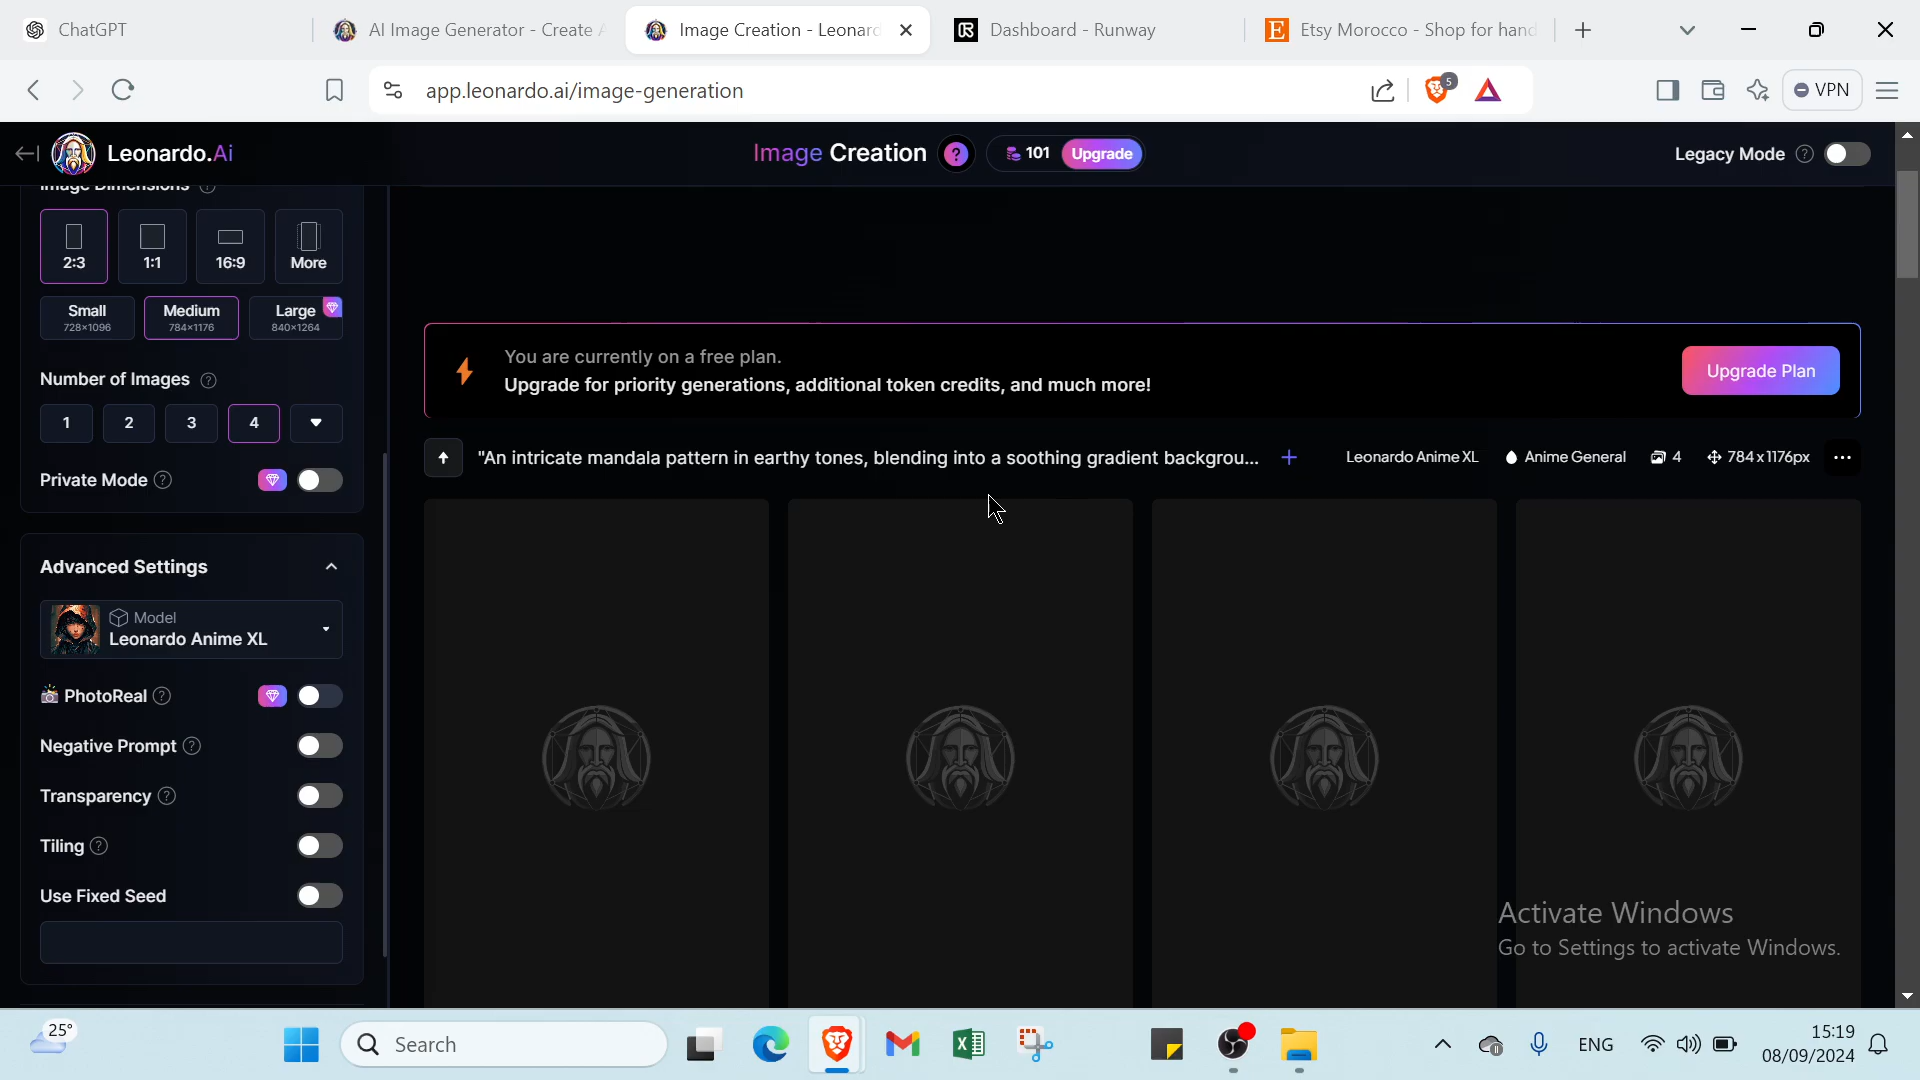 ChatGPT
AI Image Generator - Create A
Image Creation - Leonard
Dashboard - Runway
Etsy Morocco - Shop for hand
app.leonardo.ai/image-generation
5
VPN
Leonardo.Ai
Image Creation
?
101
Upgrade
Legacy Mode ?
Image Dimensions ?
2:3
1:1
16:9
More
Small
728×1096
Medium
784×1176
Large
840×1264
Number of Images ?
1
2
3
4
Private Mode ?
Advanced Settings
Model
Leonardo Anime XL
PhotoReal ?
Negative Prompt ?
Transparency ?
Tiling ?
Use Fixed Seed
You are currently on a free plan.
Upgrade for priority generations, additional token credits, and much more!
Upgrade Plan
"An intricate mandala pattern in earthy tones, blending into a soothing gradient backgrou...
Leonardo Anime XL
Anime General
4
784 x 1176px
Activate Windows
Go to Settings to activate Windows.
25°
Search
ENG
15:19
08/09/2024